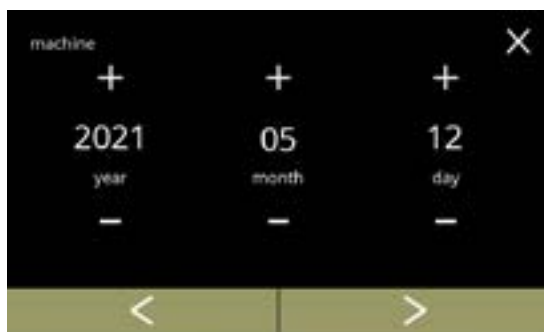 machine
X
+ + +
2021 05 12
year month day
- - -
< >